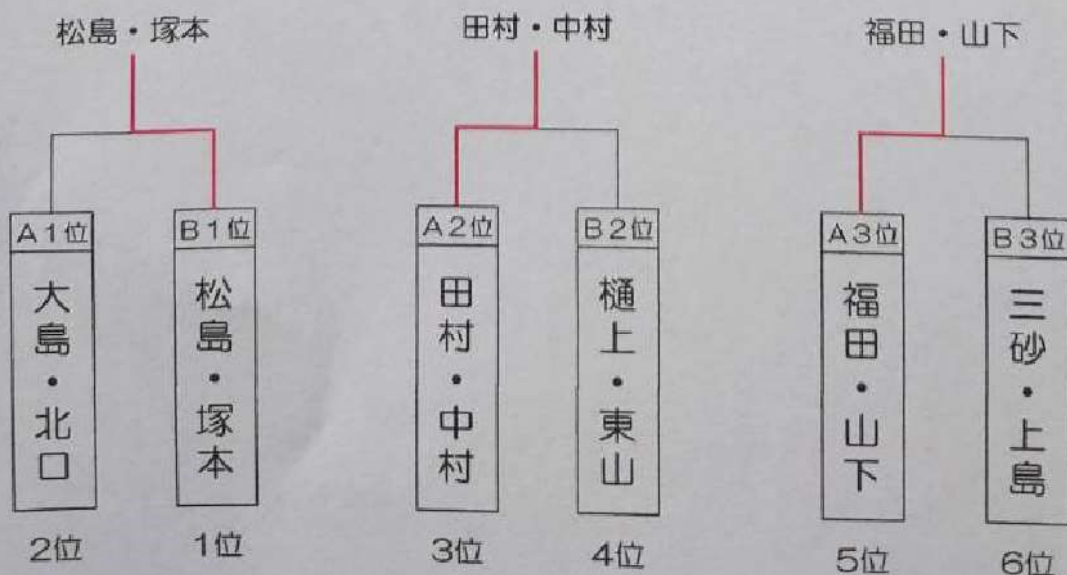 松島・塚本
田村・中村
福田・山下
A1位
大島・北口
2位
B1位
松島・塚本
1位
A2位
田村・中村
3位
B2位
樋上・東山
4位
A3位
福田・山下
5位
B3位
三砂・上島
6位